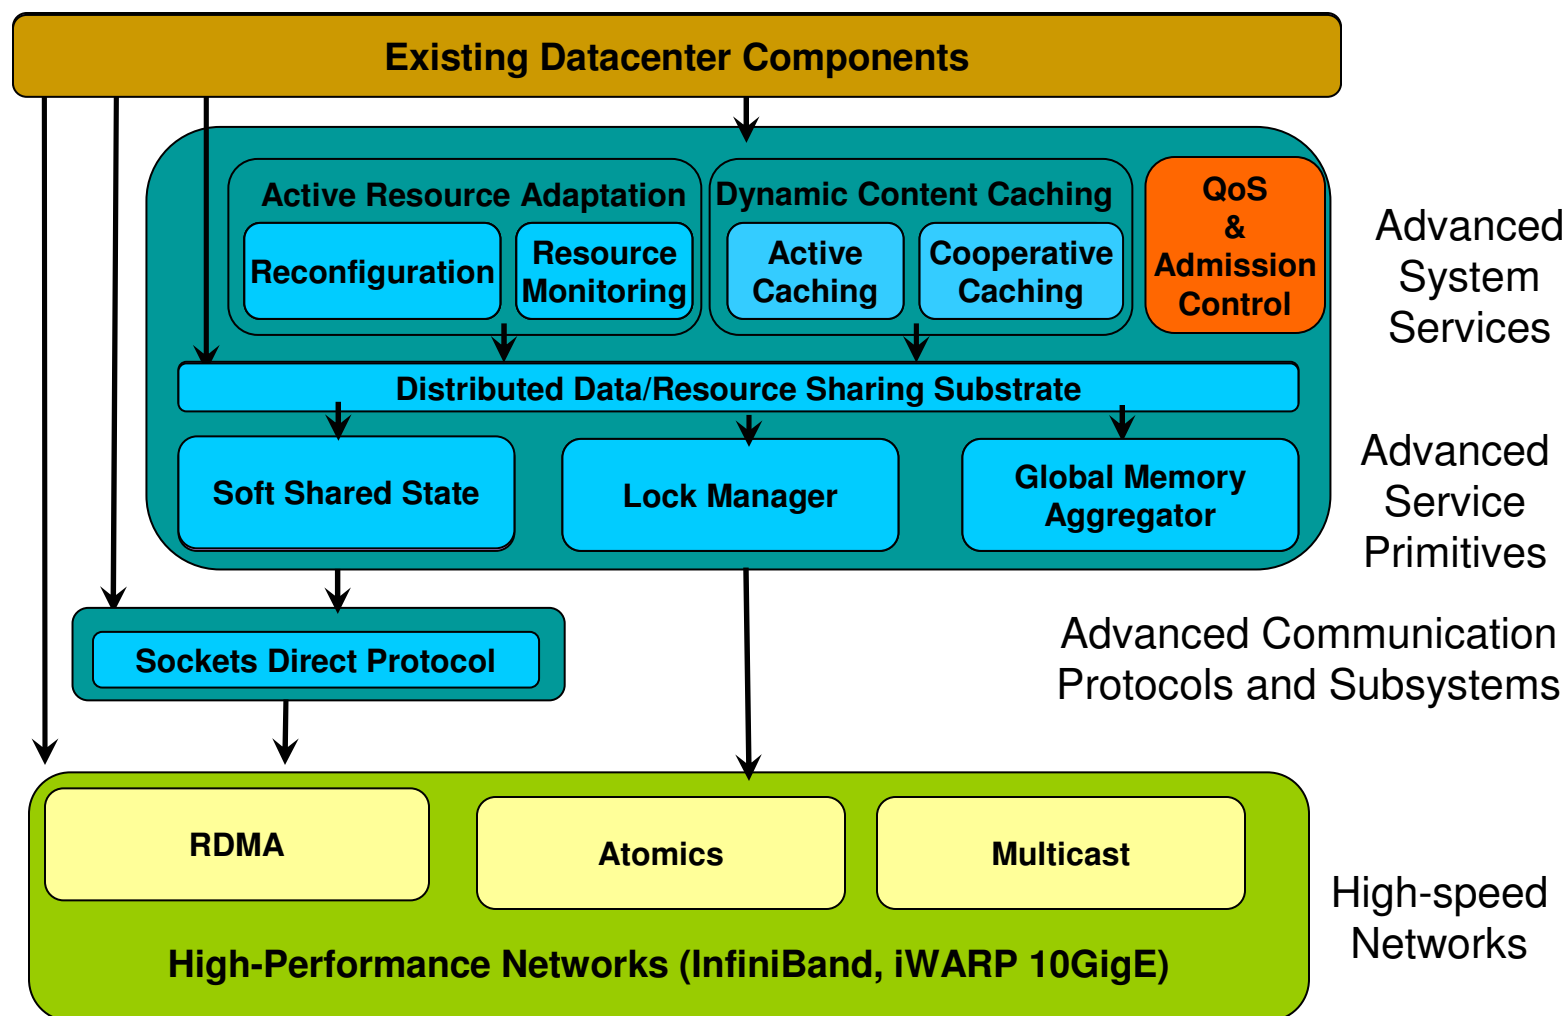 Existing Datacenter Components
Active Resource Adaptation
Dynamic Content Caching
QoS
&
Admission
Control
Reconfiguration
Resource
Monitoring
Active
Caching
Cooperative
Caching
Advanced
System
Services
Distributed Data/Resource Sharing Substrate
Soft Shared State
Lock Manager
Global Memory
Aggregator
Advanced
Service
Primitives
Sockets Direct Protocol
Advanced Communication
Protocols and Subsystems
RDMA
Atomics
Multicast
High-Performance Networks (InfiniBand, iWARP 10GigE)
High-speed
Networks